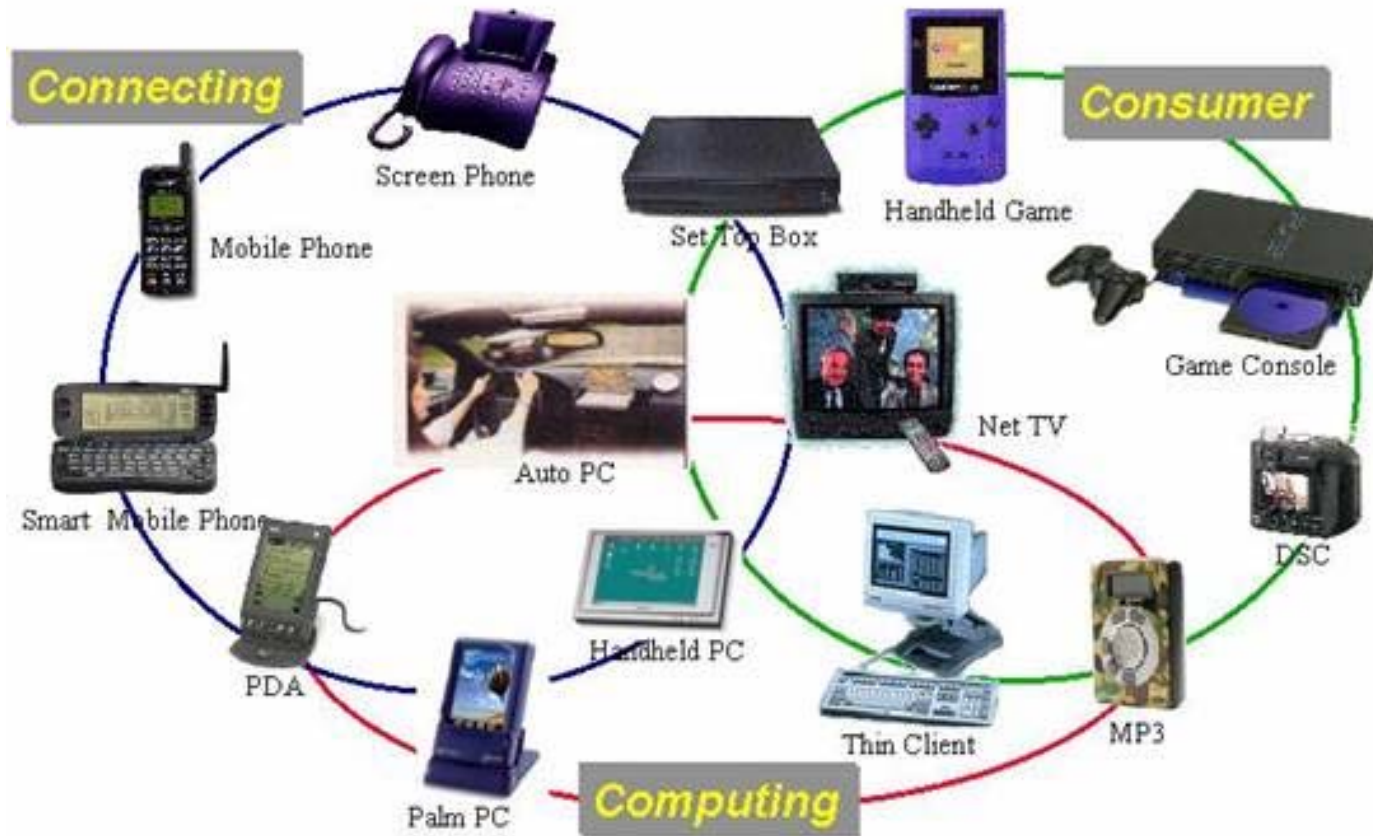 Connecting
Consumer
Screen Phone
Handheld Game
Mobile Phone
Set Top Box
Game Console
Auto PC
Net TV
Smart Mobile Phone
DSC
Handheld PC
PDA
Thin Client
MP3
Palm PC
Computing